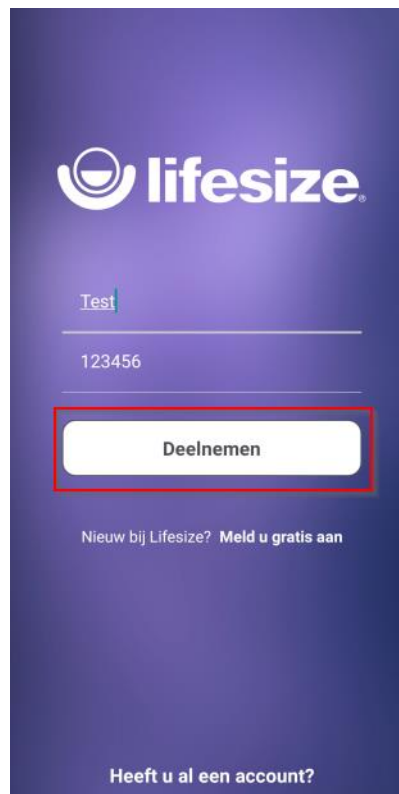 lifesize®
Test
123456
Deelnemen
Nieuw bij Lifesize? Meld u gratis aan
Heeft u al een account?